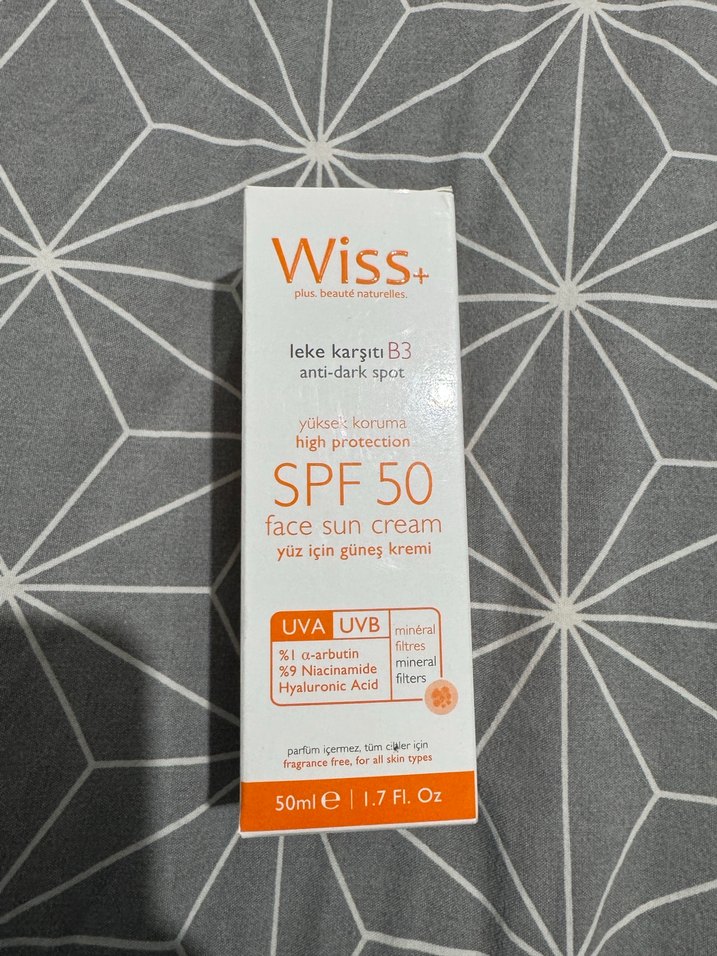 Wiss+
plus. beauté naturelles.
leke karşıtı B3
anti-dark spot
yüksek koruma
high protection
SPF 50
face sun cream
yüz için güneş kremi
UVA UVB
%1 α-arbutin
%9 Niacinamide
Hyaluronic Acid
minéral
filtres
mineral
filters
parfüm içermez, tüm ciltler için
fragrance free, for all skin types
50ml e | 1.7 Fl. Oz